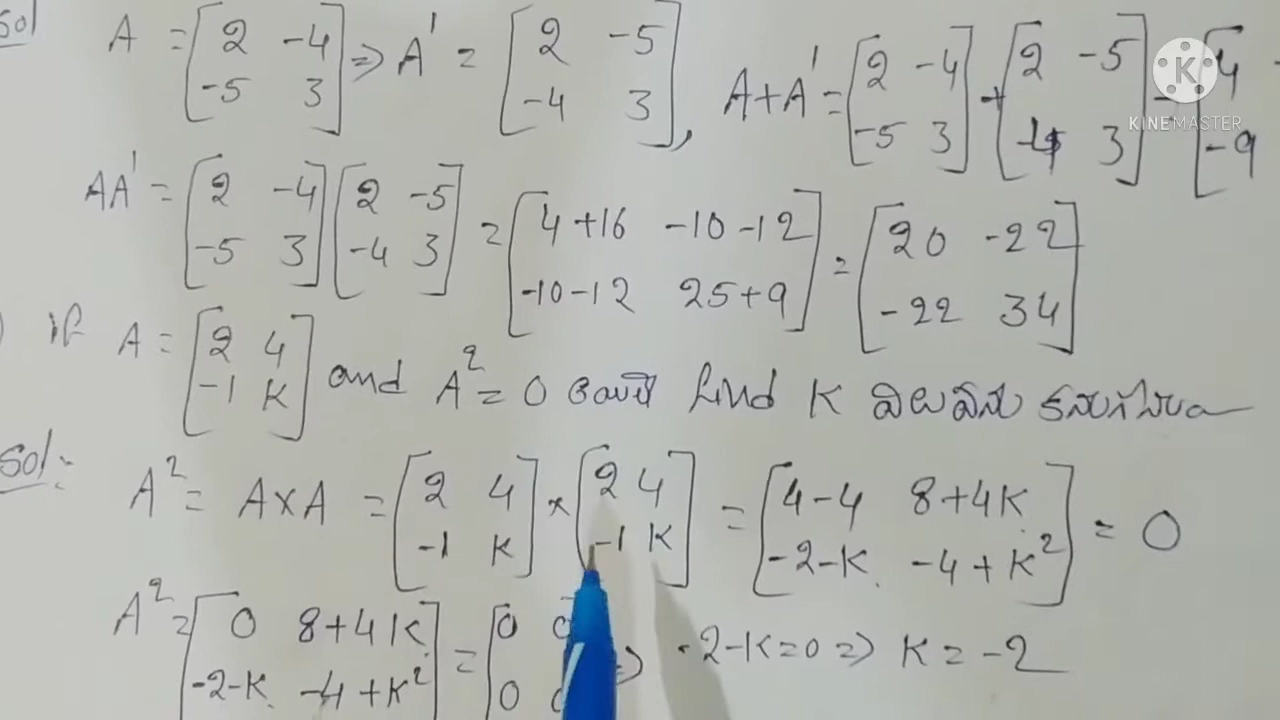 Sol A = [2 -4; -5 3] ⇒ A' = [2 -5; -4 3], A+A' = [2 -4; -5 3] + [2 -5; -4 3] = [4; -9
AA' = [2 -4; -5 3] [2 -5; -4 3] = [4+16 -10-12; -10-12 25+9] = [20 -22; -22 34]
) if A = [2 4; -1 K] and A² = 0 find K
Sol:- A² = A×A = [2 4; -1 K] × [2 4; -1 K] = [4-4 8+4K; -2-K -4+K²] = 0
A² = [0 8+4K; -2-K -4+K²] = [0 0; 0 0 ⇒ -2-K=0 ⇒ K = -2
KINEMASTER